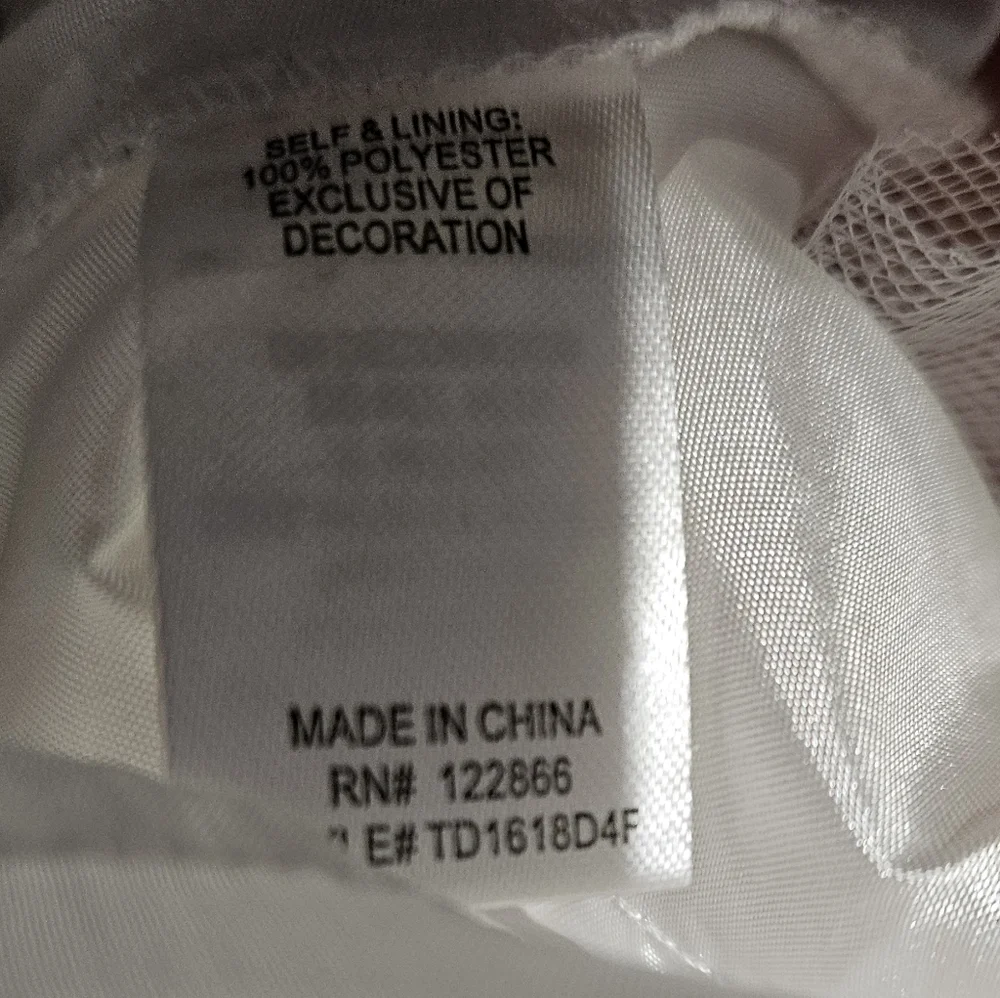 SELF & LINING:
100% POLYESTER
EXCLUSIVE OF
DECORATION
MADE IN CHINA
RN# 122866
E# TD1618D4F